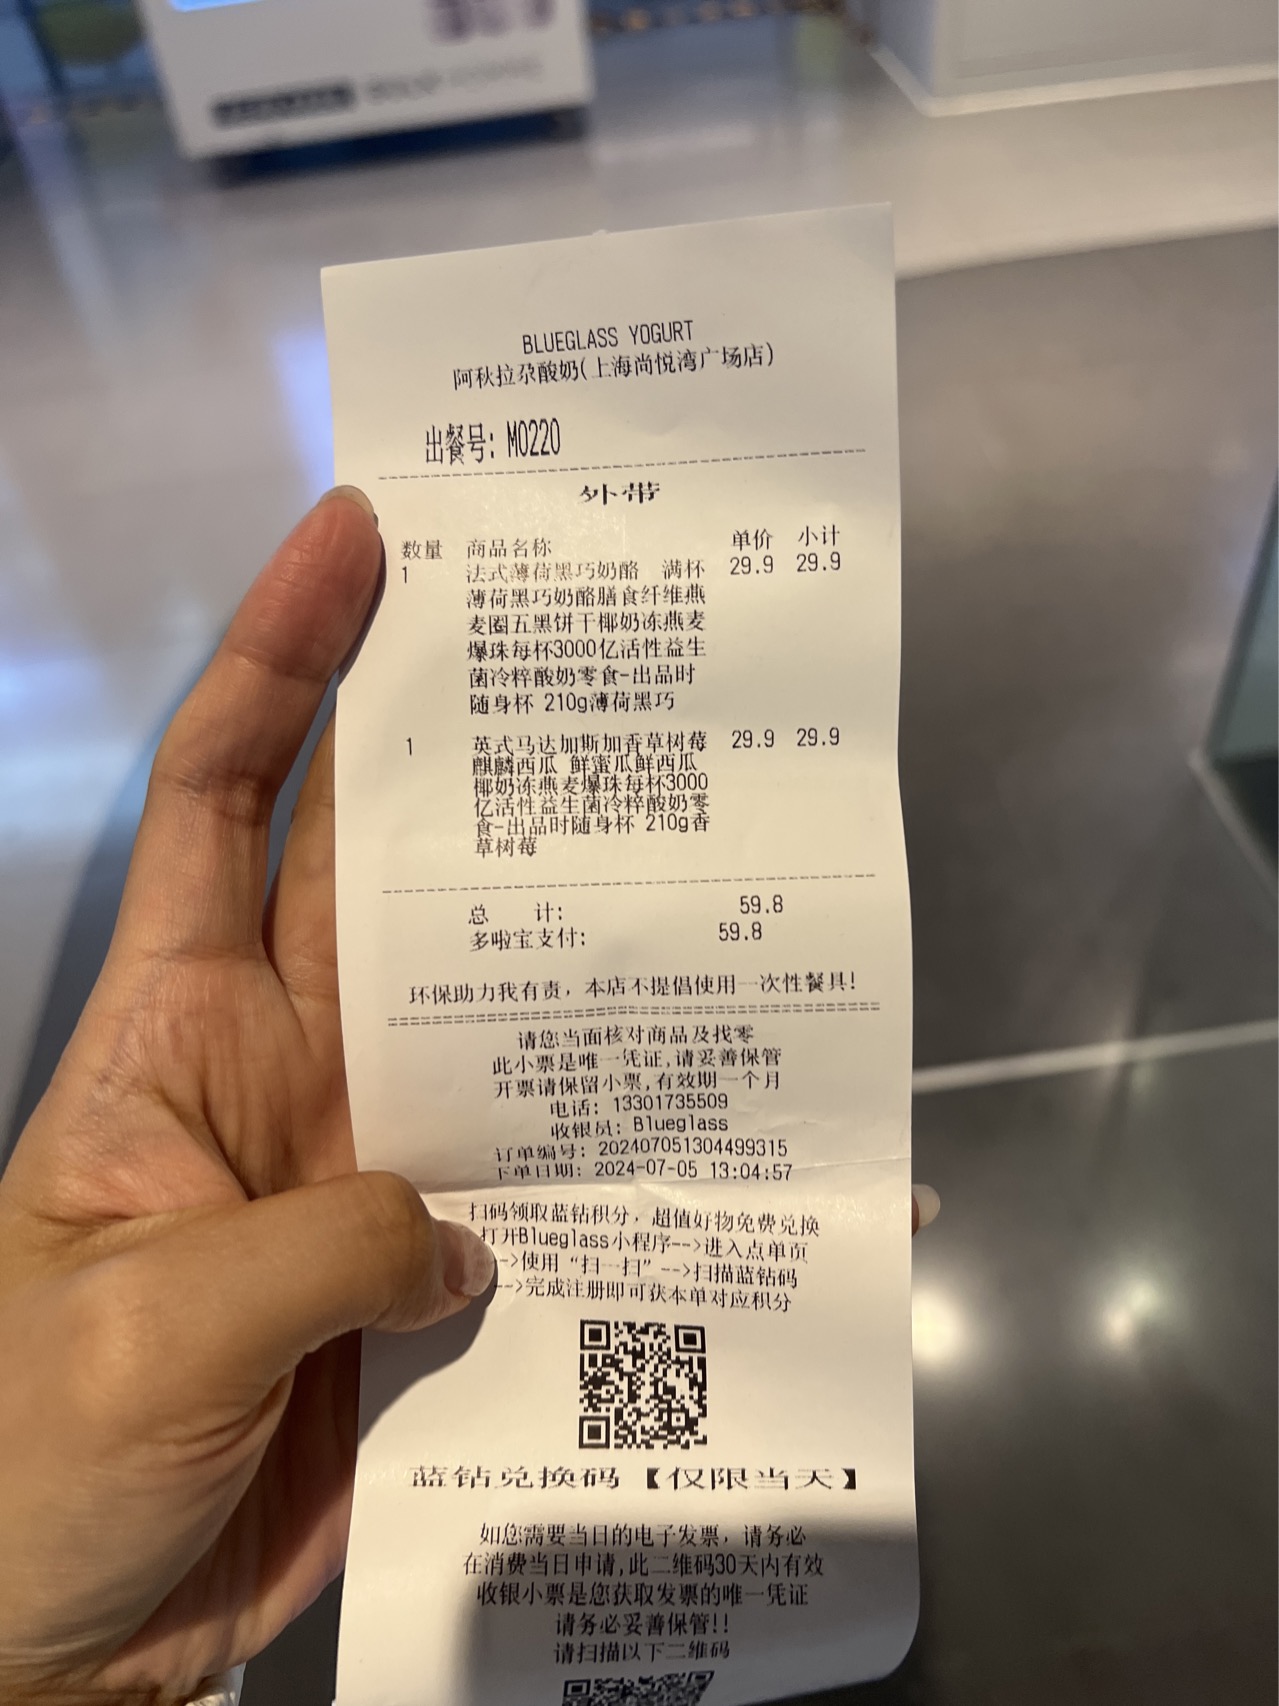 BLUEGLASS YOGURT
阿秋拉尕酸奶(上海尚悦湾广场店)
出餐号: M0220
外带
数量 商品名称 单价 小计
1 法式薄荷黑巧奶酪 满杯 29.9 29.9
薄荷黑巧奶酪膳食纤维燕
麦圈五黑饼干椰奶冻燕麦
爆珠每杯3000亿活性益生
菌冷粹酸奶零食-出品时
随身杯 210g薄荷黑巧
1 英式马达加斯加香草树莓 29.9 29.9
麒麟西瓜 鲜蜜瓜鲜西瓜
椰奶冻燕麦爆珠每杯3000
亿活性益生菌冷粹酸奶零
食-出品时随身杯 210g香
草树莓
总 计: 59.8
多啦宝支付: 59.8
环保助力我有责，本店不提倡使用一次性餐具!
请您当面核对商品及找零
此小票是唯一凭证,请妥善保管
开票请保留小票,有效期一个月
电话: 13301735509
收银员: Blueglass
订单编号: 202407051304499315
下单日期: 2024-07-05 13:04:57
扫码领取蓝钻积分，超值好物免费兑换
打开Blueglass小程序-->进入点单页
-->使用“扫一扫”-->扫描蓝钻码
-->完成注册即可获本单对应积分
蓝钻兑换码【仅限当天】
如您需要当日的电子发票，请务必
在消费当日申请,此二维码30天内有效
收银小票是您获取发票的唯一凭证
请务必妥善保管!!
请扫描以下二维码